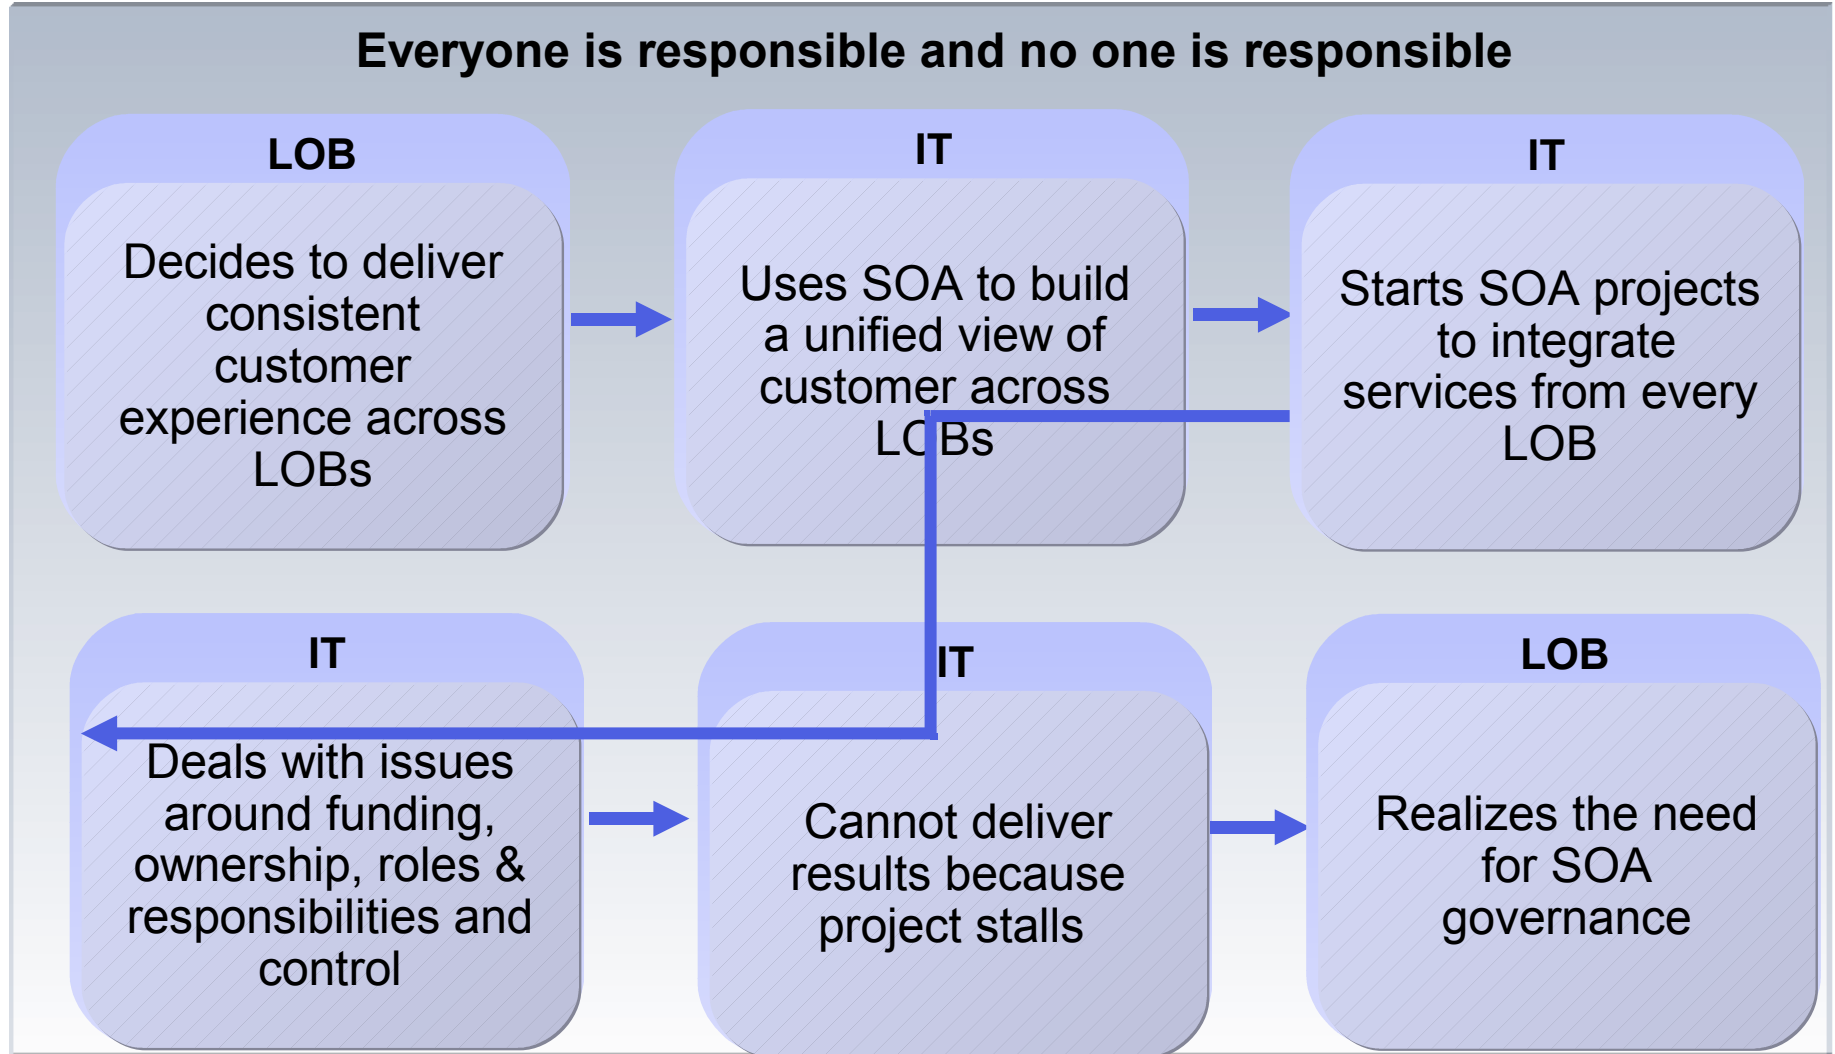 Everyone is responsible and no one is responsible
LOB
Decides to deliver
consistent
customer
experience across
LOBs
IT
Uses SOA to build
a unified view of
customer across
LOBs
IT
Starts SOA projects
to integrate
services from every
LOB
IT
Deals with issues
around funding,
ownership, roles &
responsibilities and
control
IT
Cannot deliver
results because
project stalls
LOB
Realizes the need
for SOA
governance